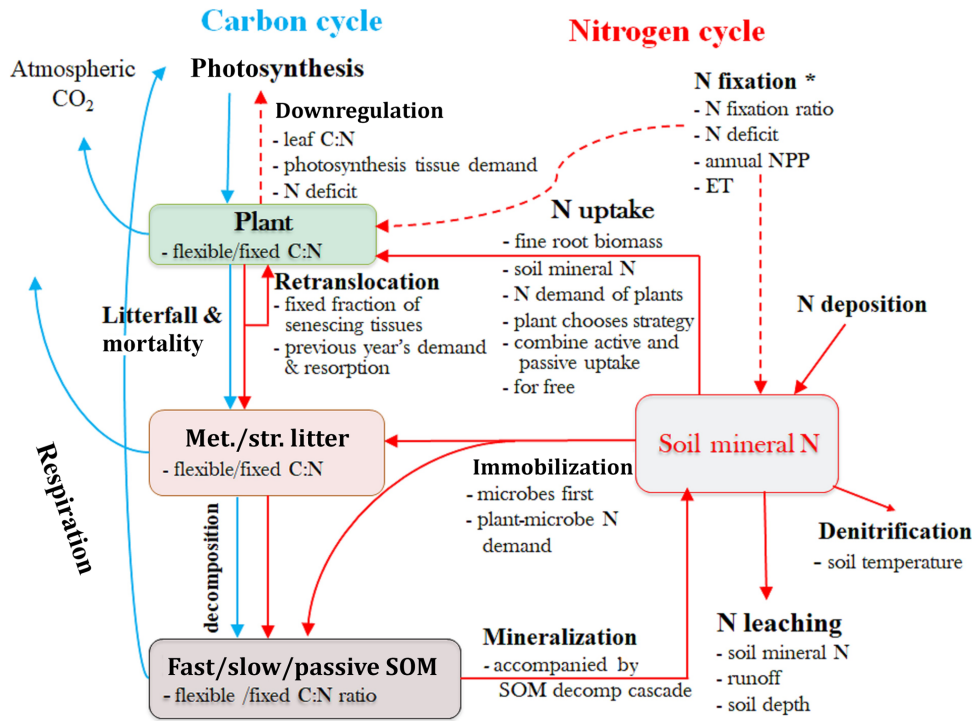 Carbon cycle
Nitrogen cycle
Atmospheric
CO₂
Photosynthesis
Downregulation
- leaf C:N
- photosynthesis tissue demand
- N deficit
N fixation *
- N fixation ratio
- N deficit
- annual NPP
- ET
Plant
- flexible/fixed C:N
N uptake
- fine root biomass
- soil mineral N
- N demand of plants
- plant chooses strategy
- combine active and
passive uptake
- for free
Retranslocation
- fixed fraction of
senescing tissues
- previous year's demand
& resorption
Litterfall &
mortality
N deposition
Met./str. litter
- flexible/fixed C:N
Soil mineral N
Immobilization
- microbes first
- plant-microbe N
demand
Respiration
decomposition
Denitrification
- soil temperature
Fast/slow/passive SOM
- flexible /fixed C:N ratio
Mineralization
- accompanied by
SOM decomp cascade
N leaching
- soil mineral N
- runoff
- soil depth